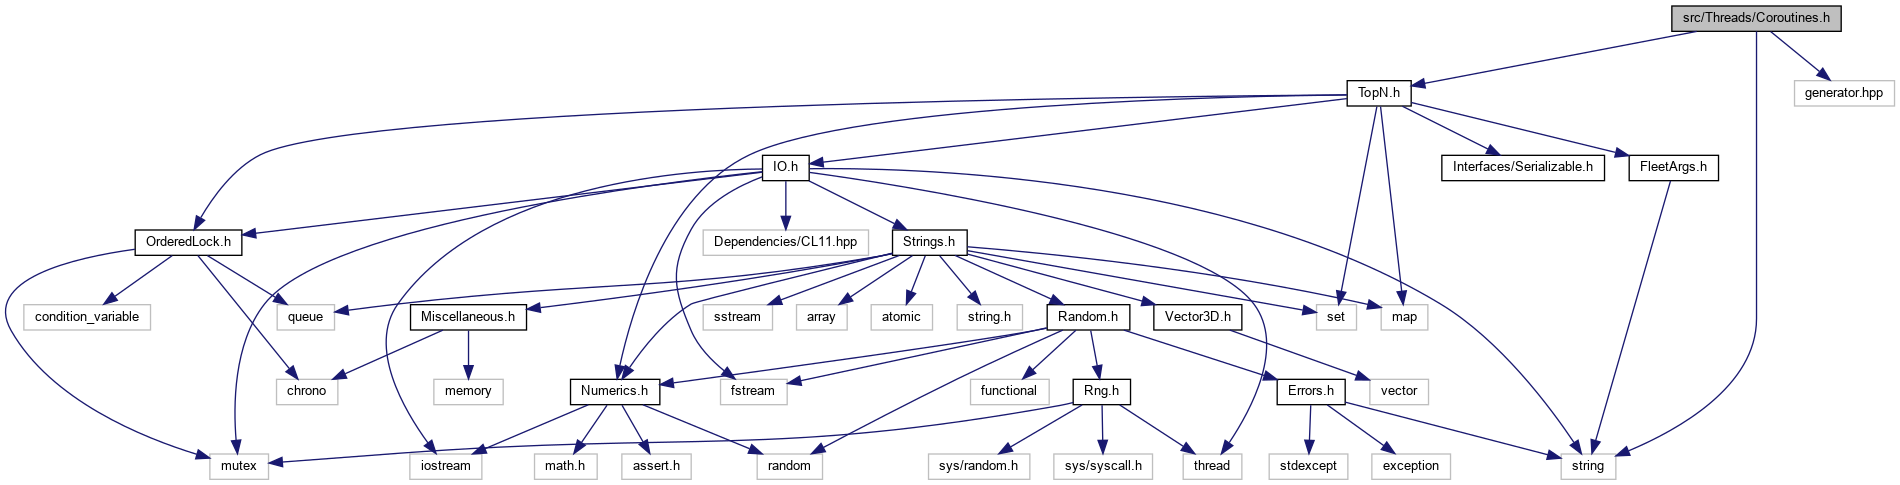 src/Threads/Coroutines.h
TopN.h
generator.hpp
IO.h
Interfaces/Serializable.h
FleetArgs.h
OrderedLock.h
Dependencies/CL11.hpp
Strings.h
condition_variable
queue
Miscellaneous.h
sstream
array
atomic
string.h
Random.h
Vector3D.h
set
map
chrono
memory
Numerics.h
fstream
functional
Rng.h
Errors.h
vector
mutex
iostream
math.h
assert.h
random
sys/random.h
sys/syscall.h
thread
stdexcept
exception
string